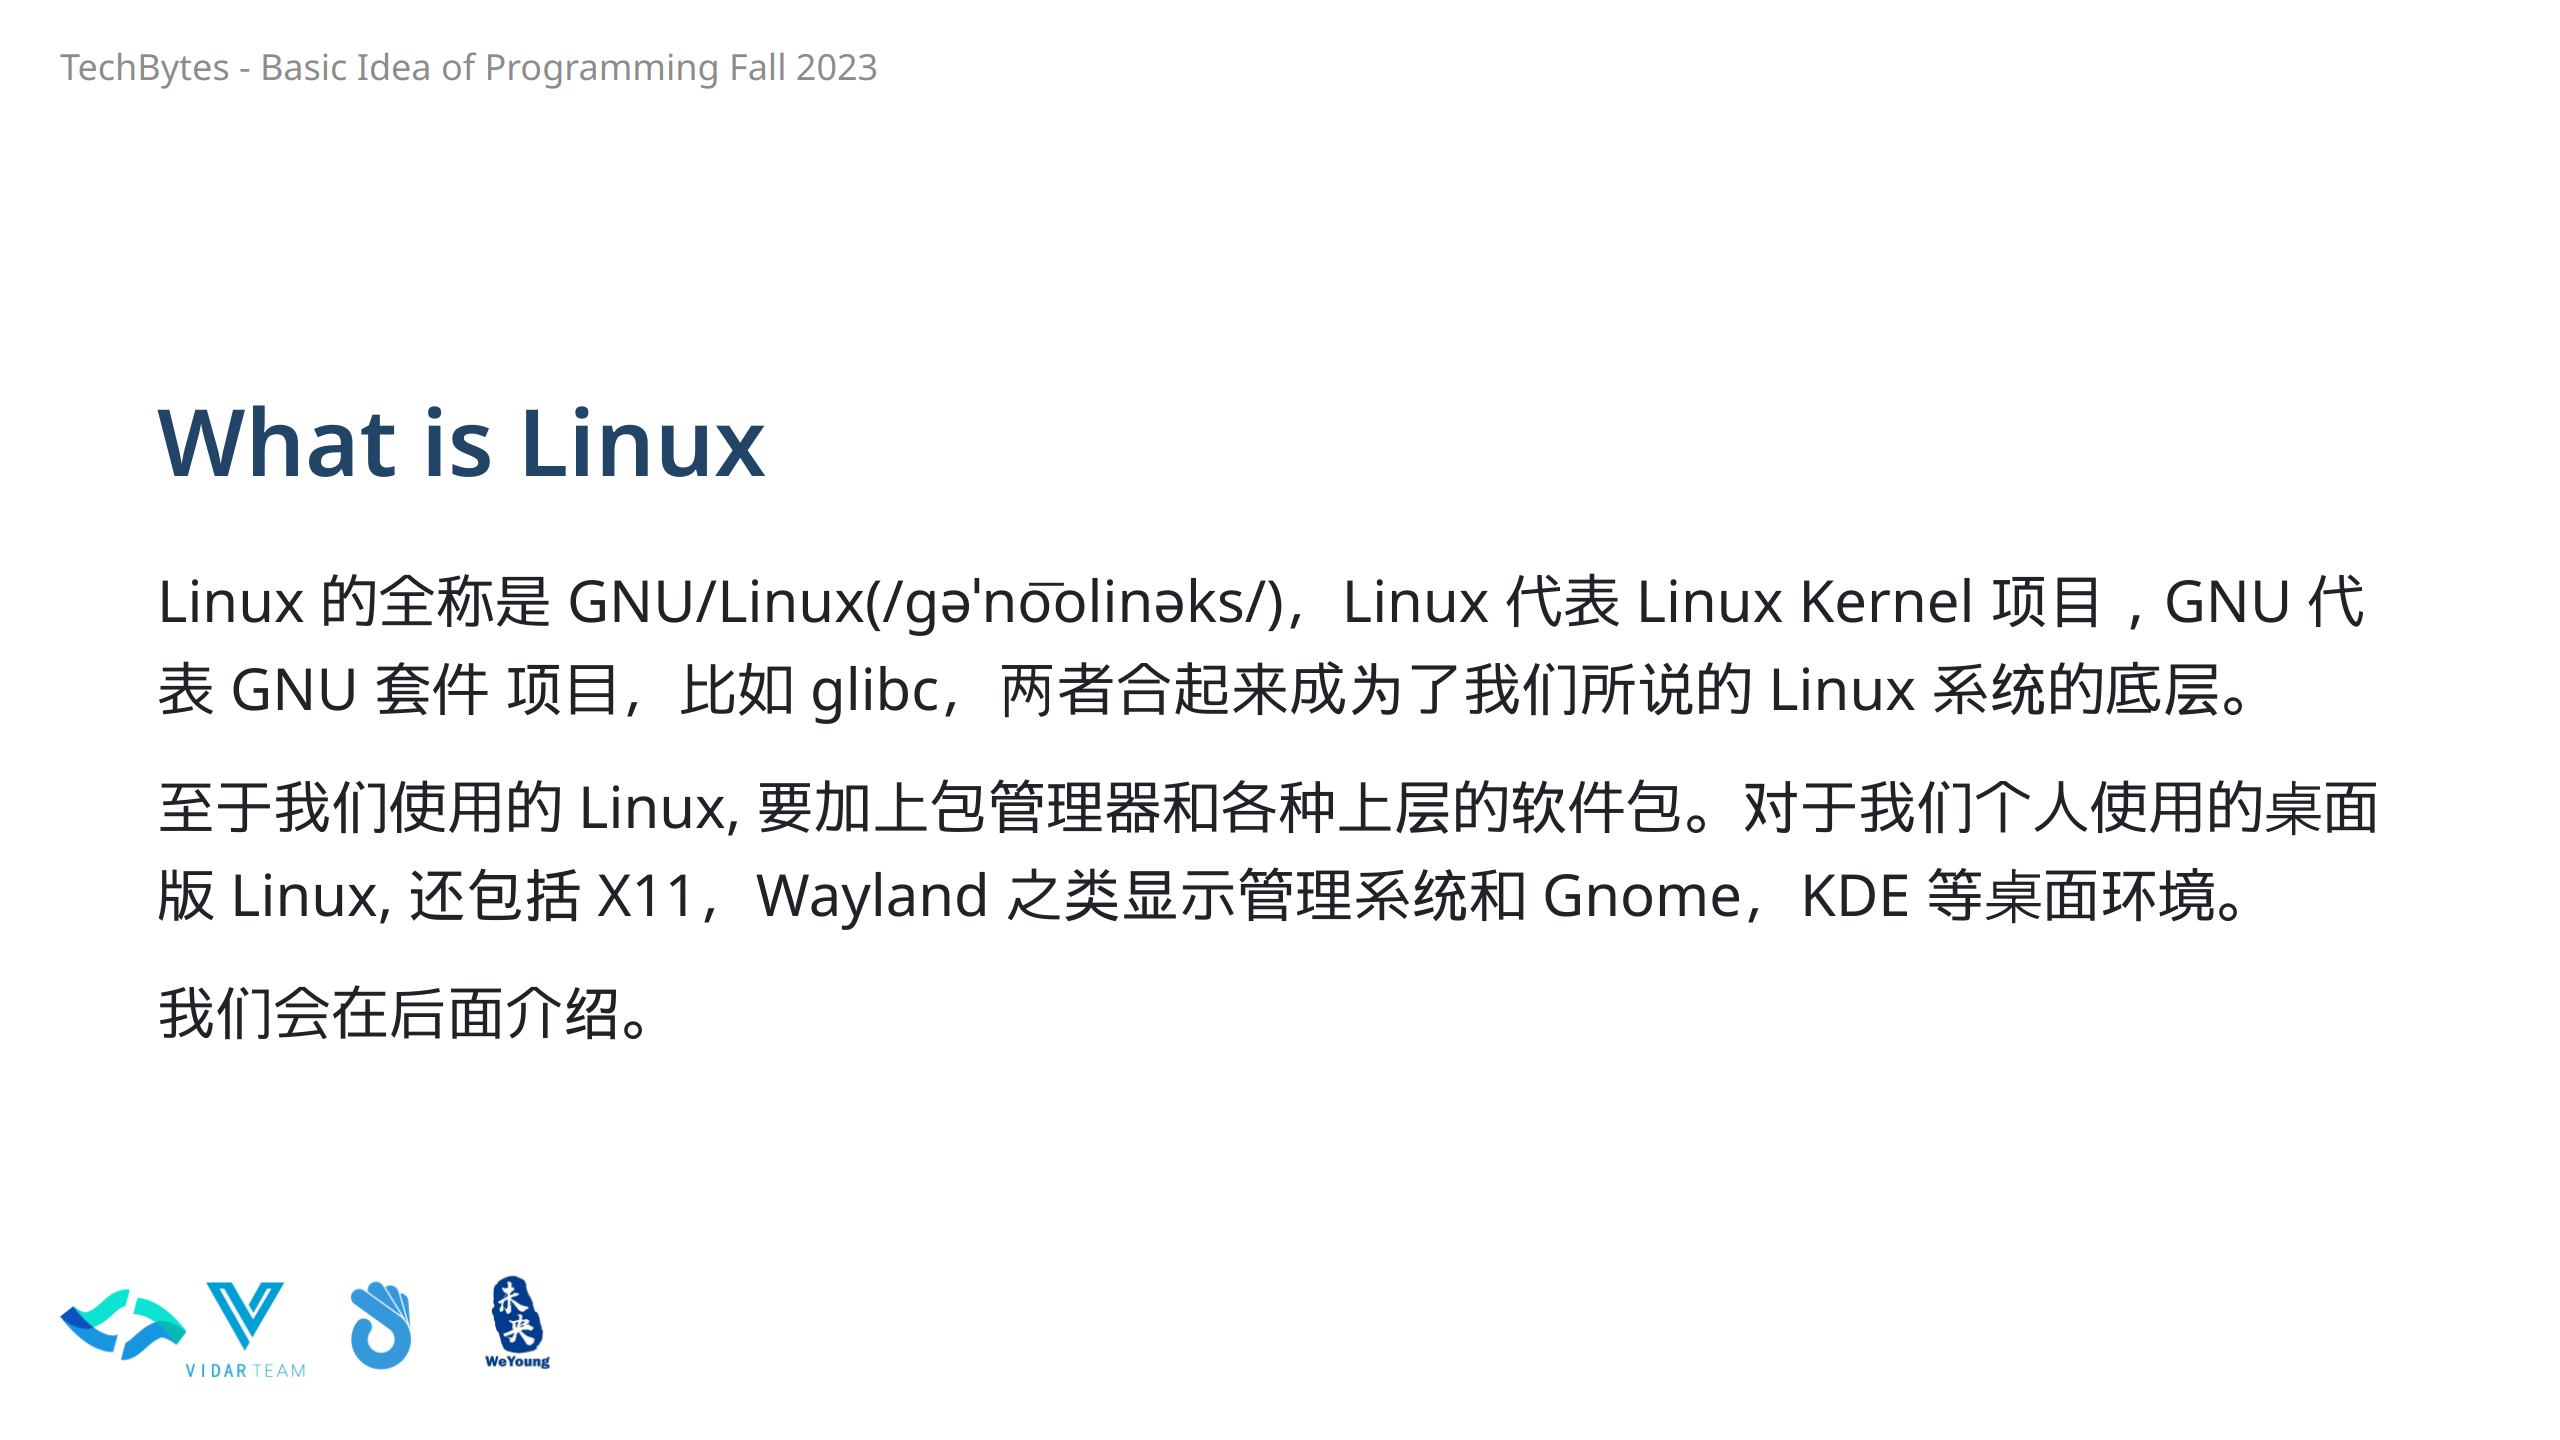 TechBytes - Basic Idea of Programming Fall 2023
What is Linux
Linux 的全称是 GNU/Linux(/gəˈno͞olinəks/)，Linux 代表 Linux Kernel 项目 , GNU 代
表 GNU 套件 项目，比如 glibc，两者合起来成为了我们所说的 Linux 系统的底层。
至于我们使用的 Linux, 要加上包管理器和各种上层的软件包。对于我们个人使用的桌面
版 Linux, 还包括 X11，Wayland 之类显示管理系统和 Gnome，KDE 等桌面环境。
我们会在后面介绍。
VIDAR TEAM
未央
WeYoung